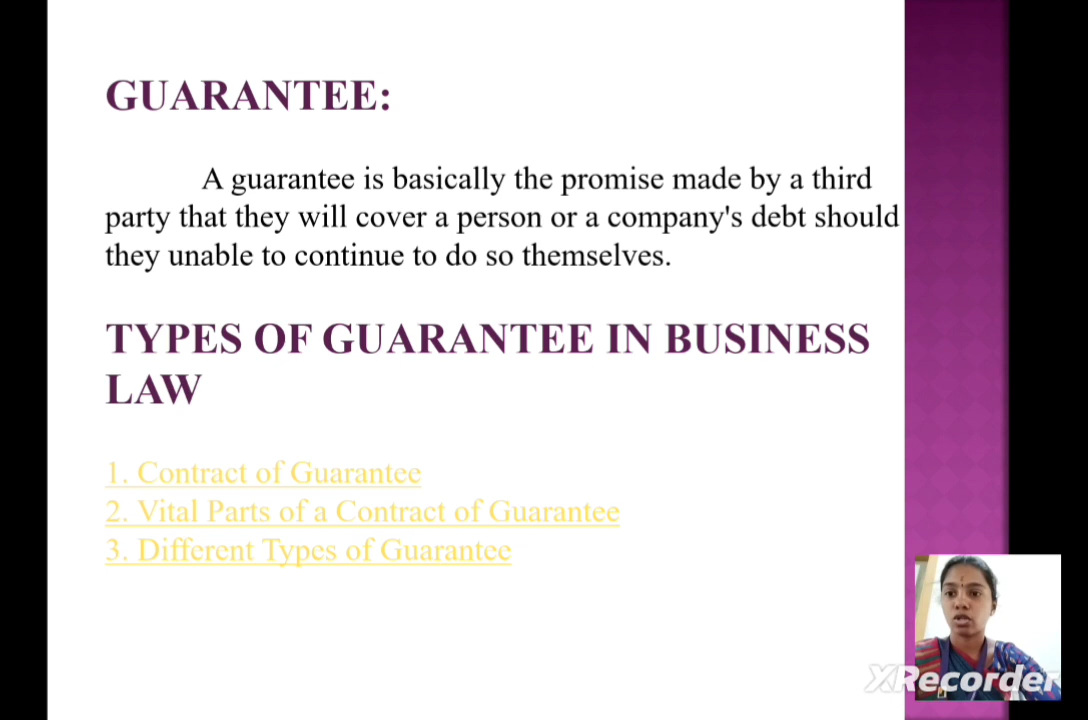 GUARANTEE:
A guarantee is basically the promise made by a third
party that they will cover a person or a company's debt should
they unable to continue to do so themselves.
TYPES OF GUARANTEE IN BUSINESS
LAW
1. Contract of Guarantee
2. Vital Parts of a Contract of Guarantee
3. Different Types of Guarantee
XRecorder